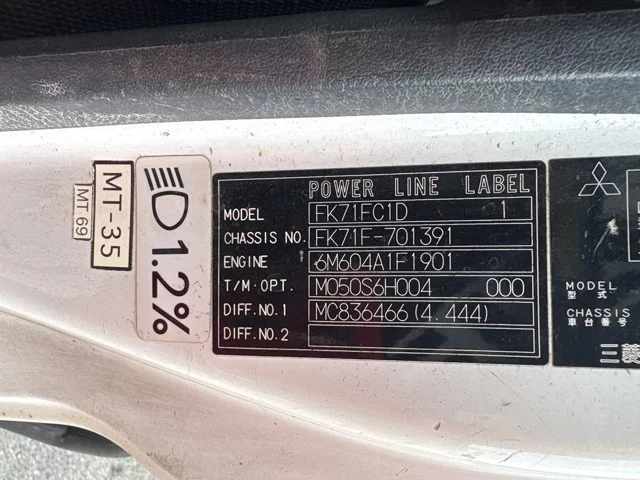 MT-35
MT 69
1.2%
POWER LINE LABEL
MODEL FK71FC1D 1
CHASSIS NO. FK71F-701391
ENGINE 6M604A1F1901
T/M·OPT. M050S6H004 000
DIFF.NO.1 MC836466(4.444)
DIFF.NO.2
MODEL
型式
CHASSIS
車台番号
三菱